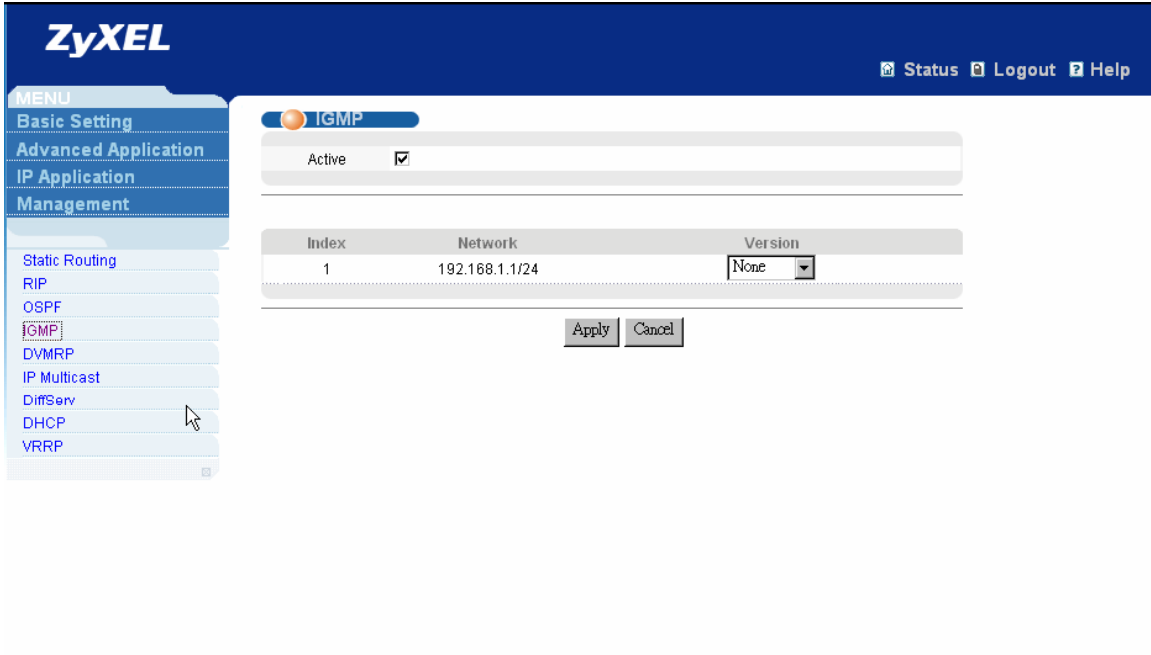 ZyXEL
Status Logout Help
MENU
Basic Setting
Advanced Application
IP Application
Management
Static Routing
RIP
OSPF
IGMP
DVMRP
IP Multicast
DiffServ
DHCP
VRRP
IGMP
Active
Index Network Version
1 192.168.1.1/24 None
Apply Cancel